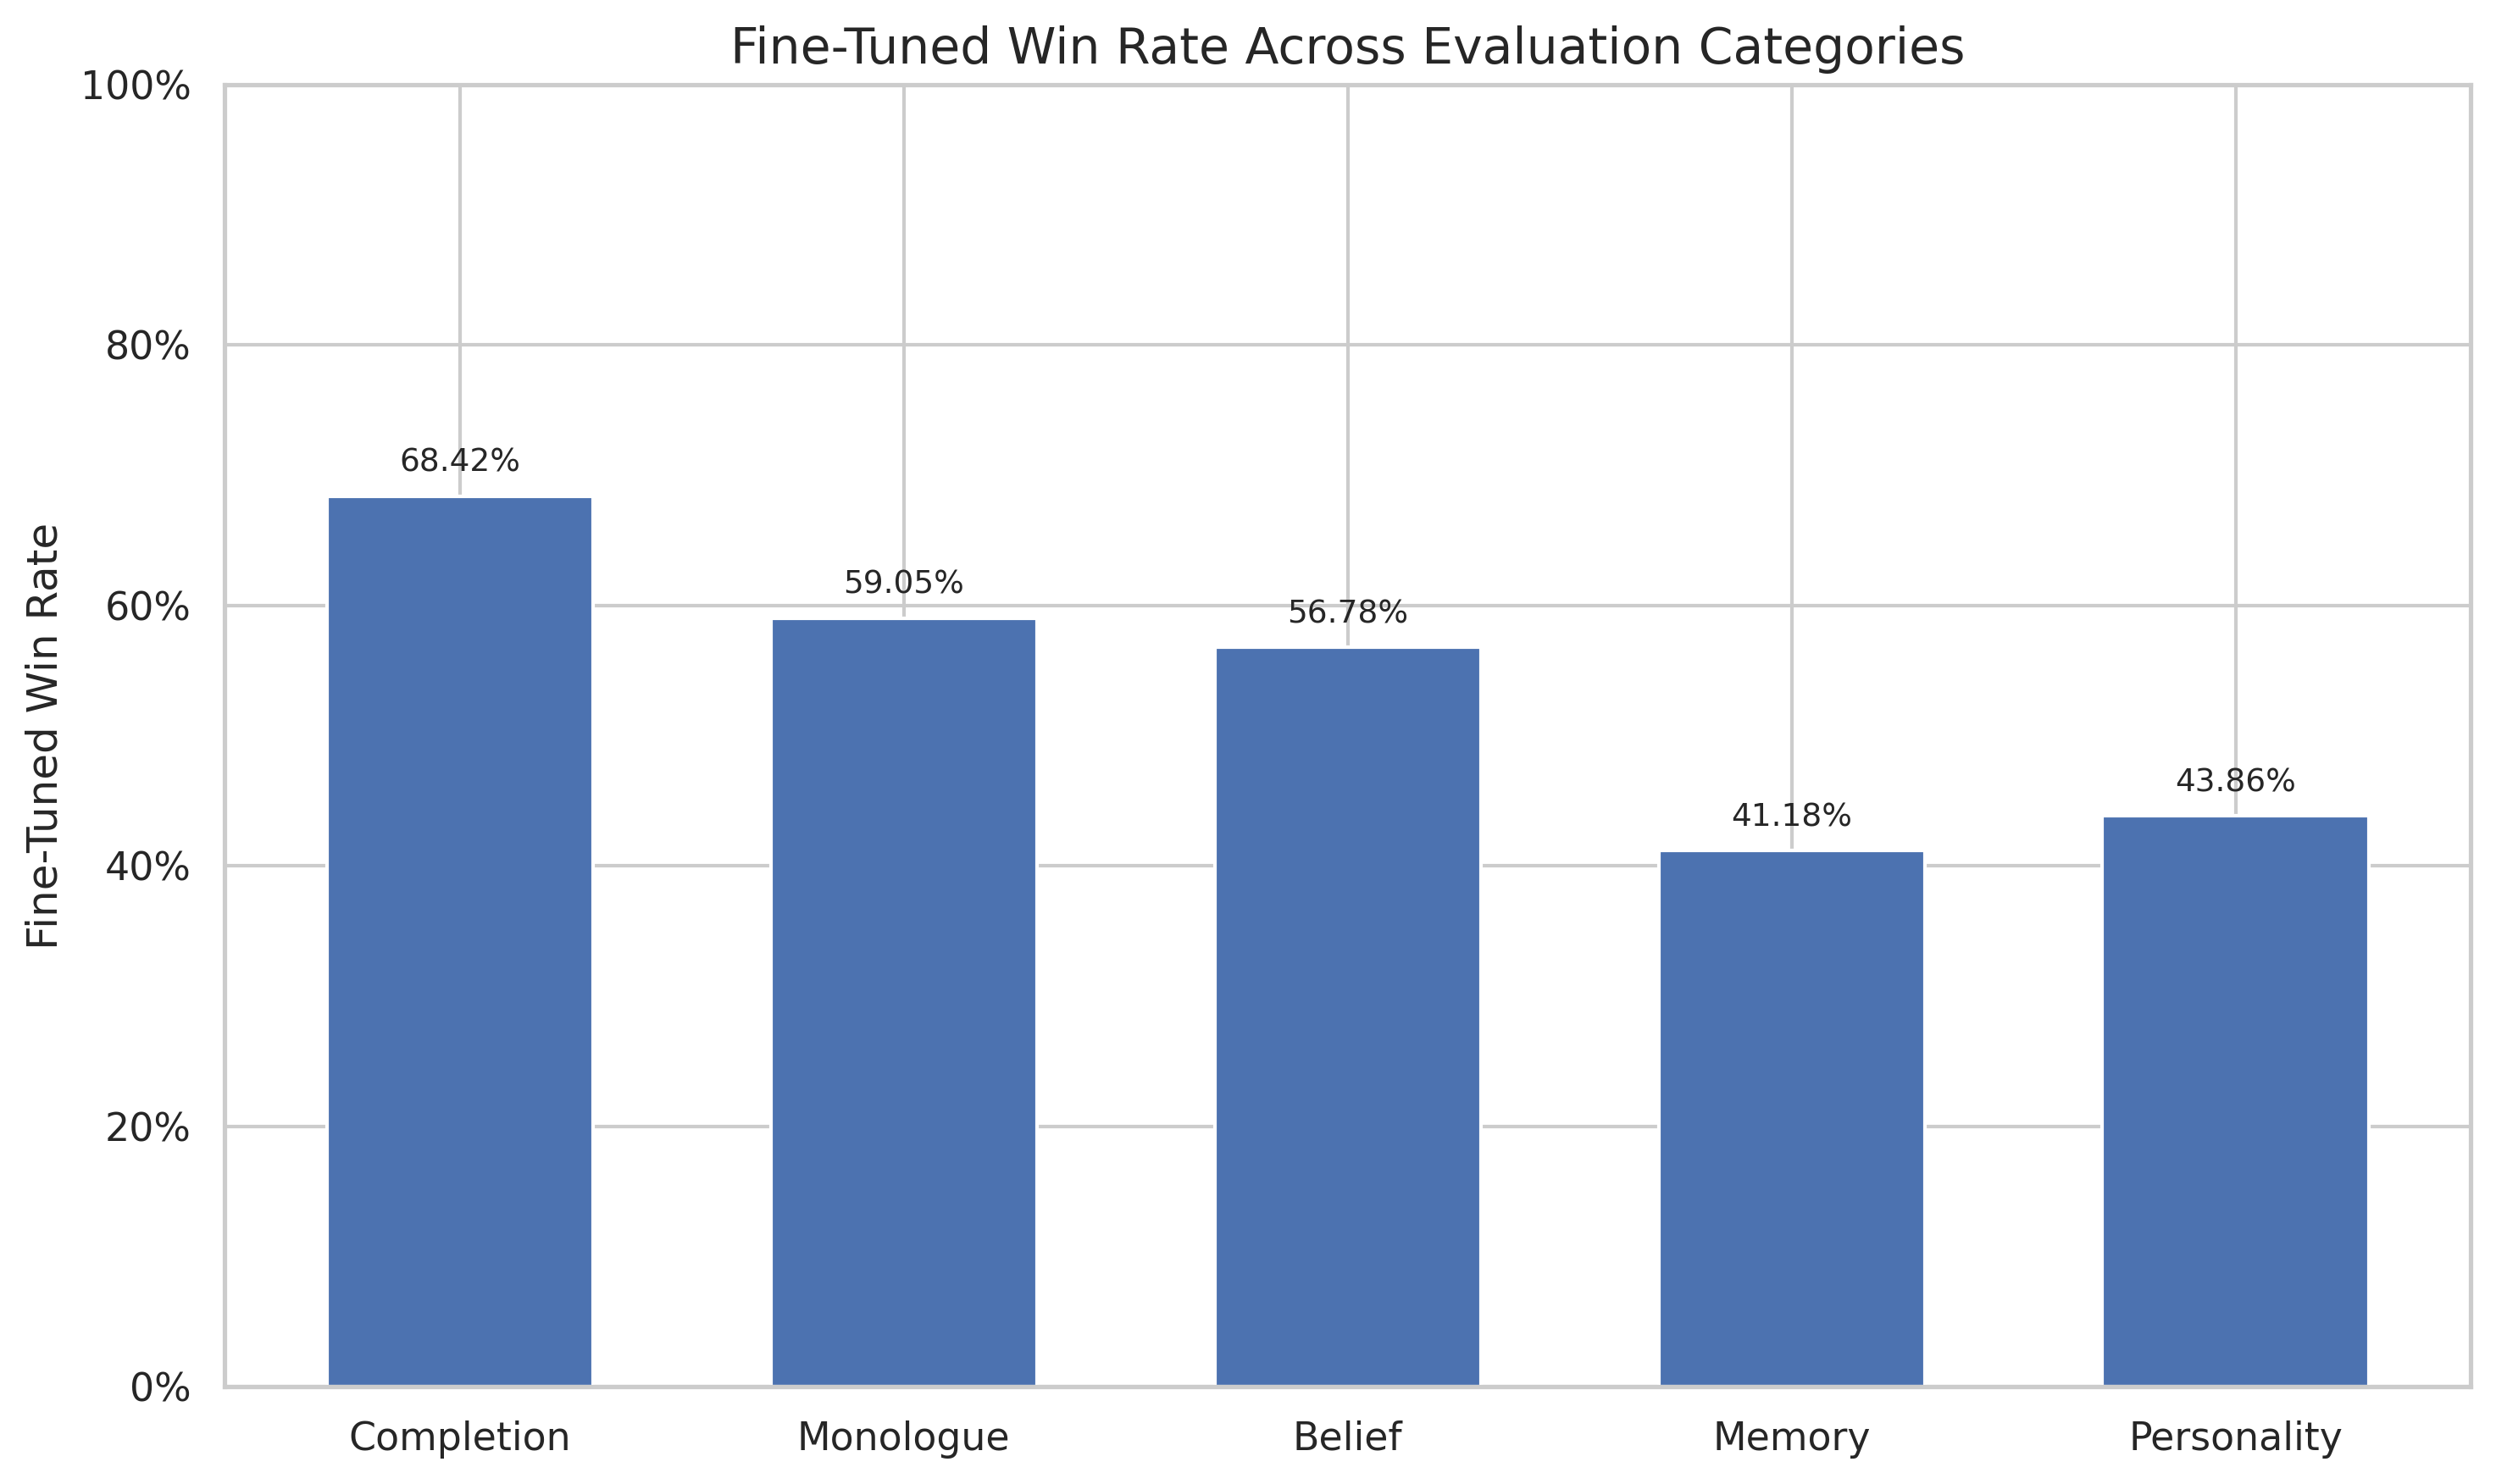 Fine-Tuned Win Rate Across Evaluation Categories
Fine-Tuned Win Rate
100%
80%
60%
40%
20%
0%
68.42%
59.05%
56.78%
41.18%
43.86%
Completion
Monologue
Belief
Memory
Personality